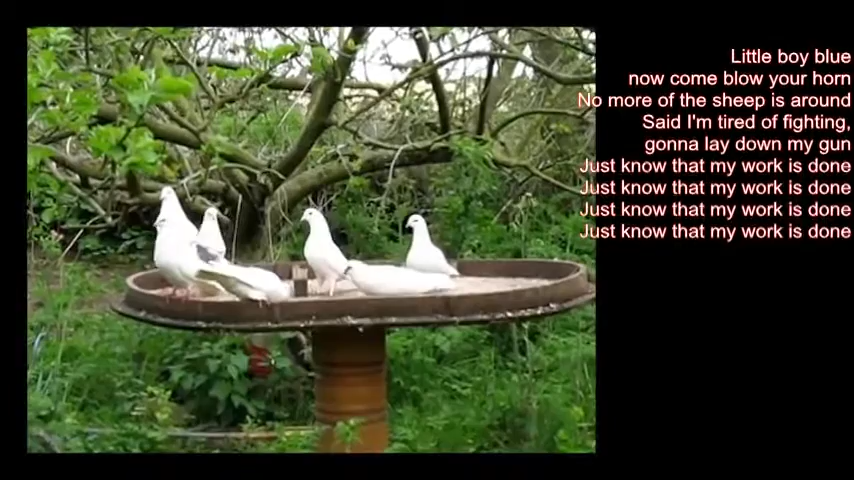 Little boy blue
now come blow your horn
No more of the sheep is around
Said I'm tired of fighting,
gonna lay down my gun
Just know that my work is done
Just know that my work is done
Just know that my work is done
Just know that my work is done